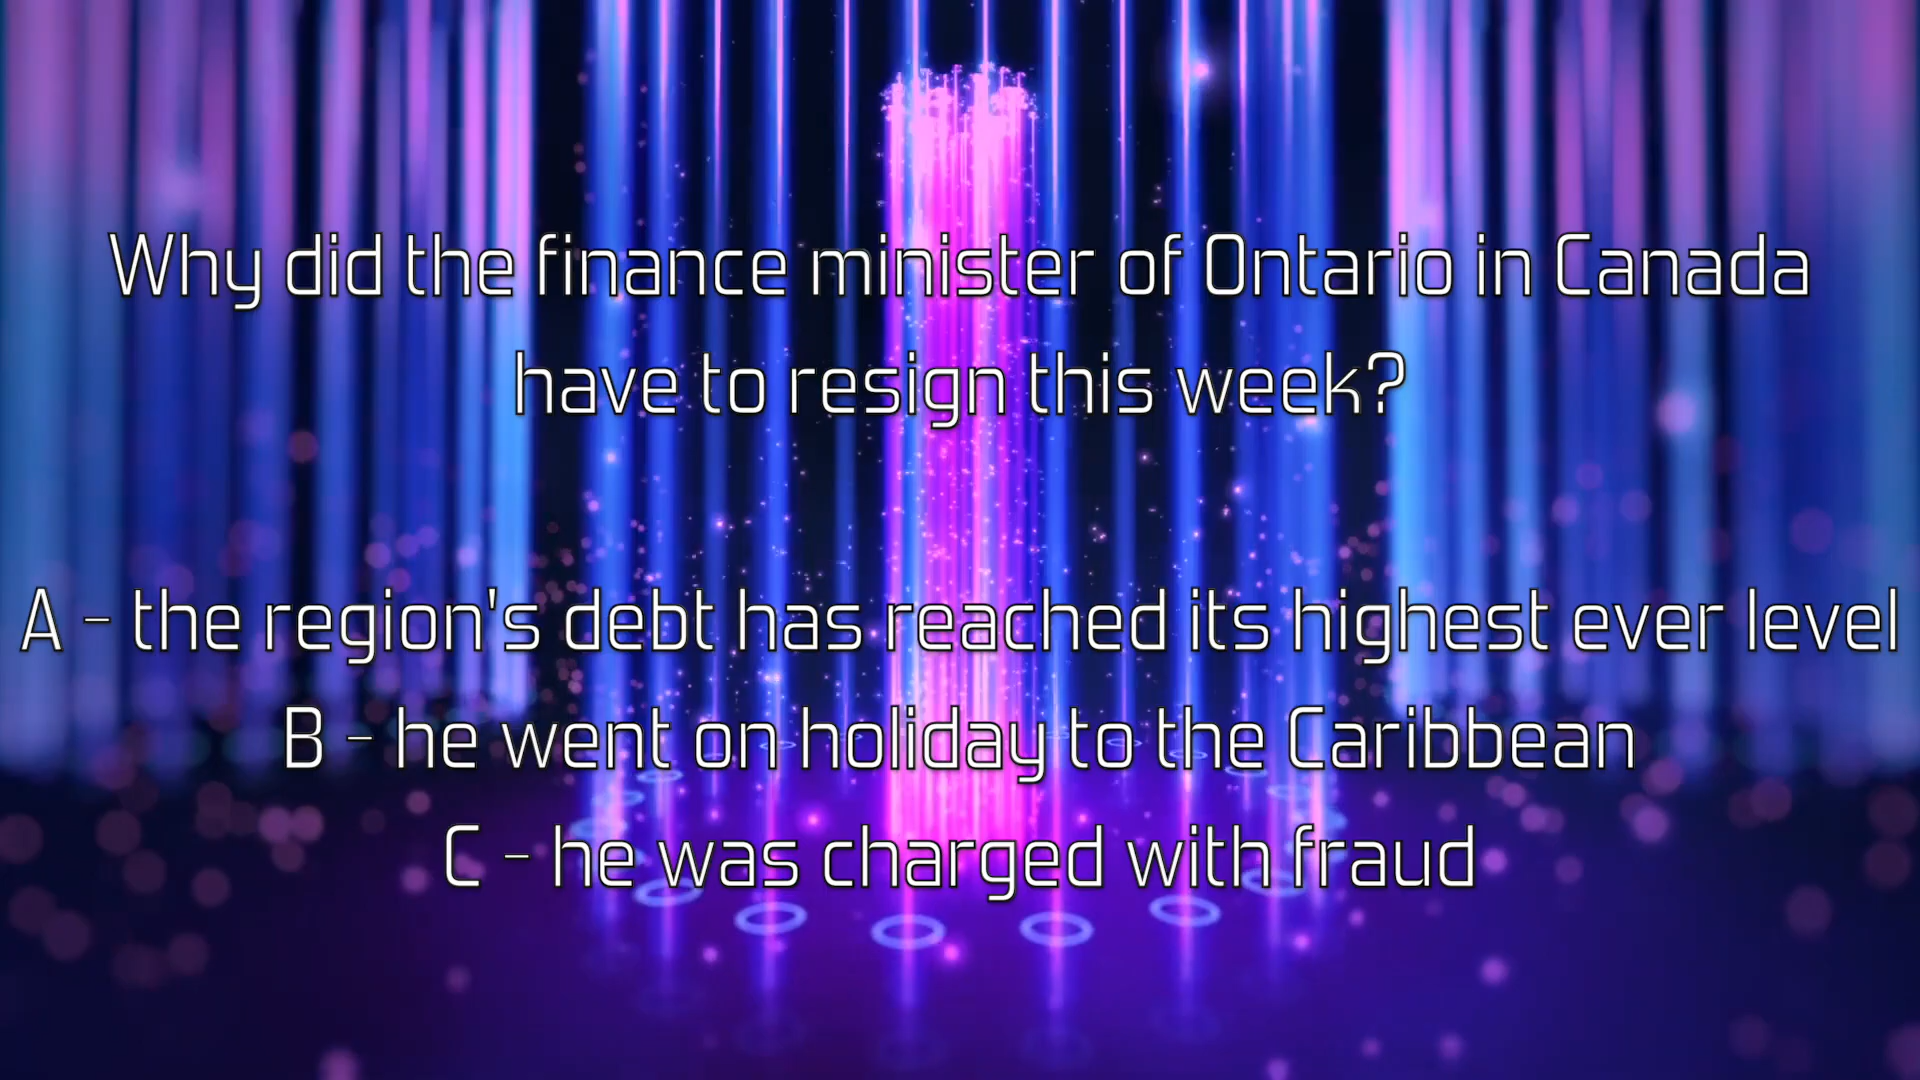 Why did the finance minister of Ontario in Canada
have to resign this week?
A - the region's debt has reached its highest ever level
B - he went on holiday to the Caribbean
C - he was charged with fraud